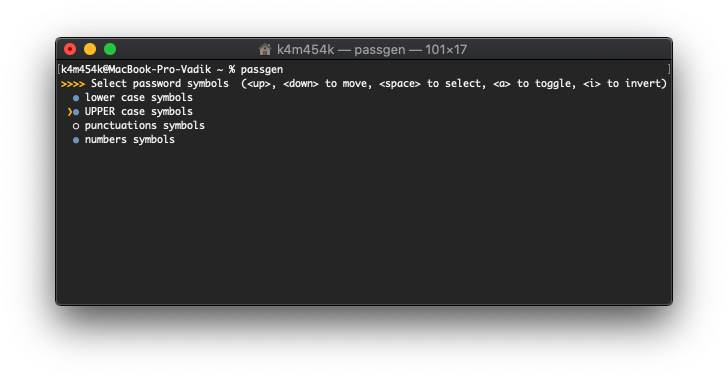 k4m454k — passgen — 101×17
[k4m454k@MacBook-Pro-Vadik ~ % passgen ]
>>>> Select password symbols  (<up>, <down> to move, <space> to select, <a> to toggle, <i> to invert)
● lower case symbols
❯● UPPER case symbols
○ punctuations symbols
● numbers symbols